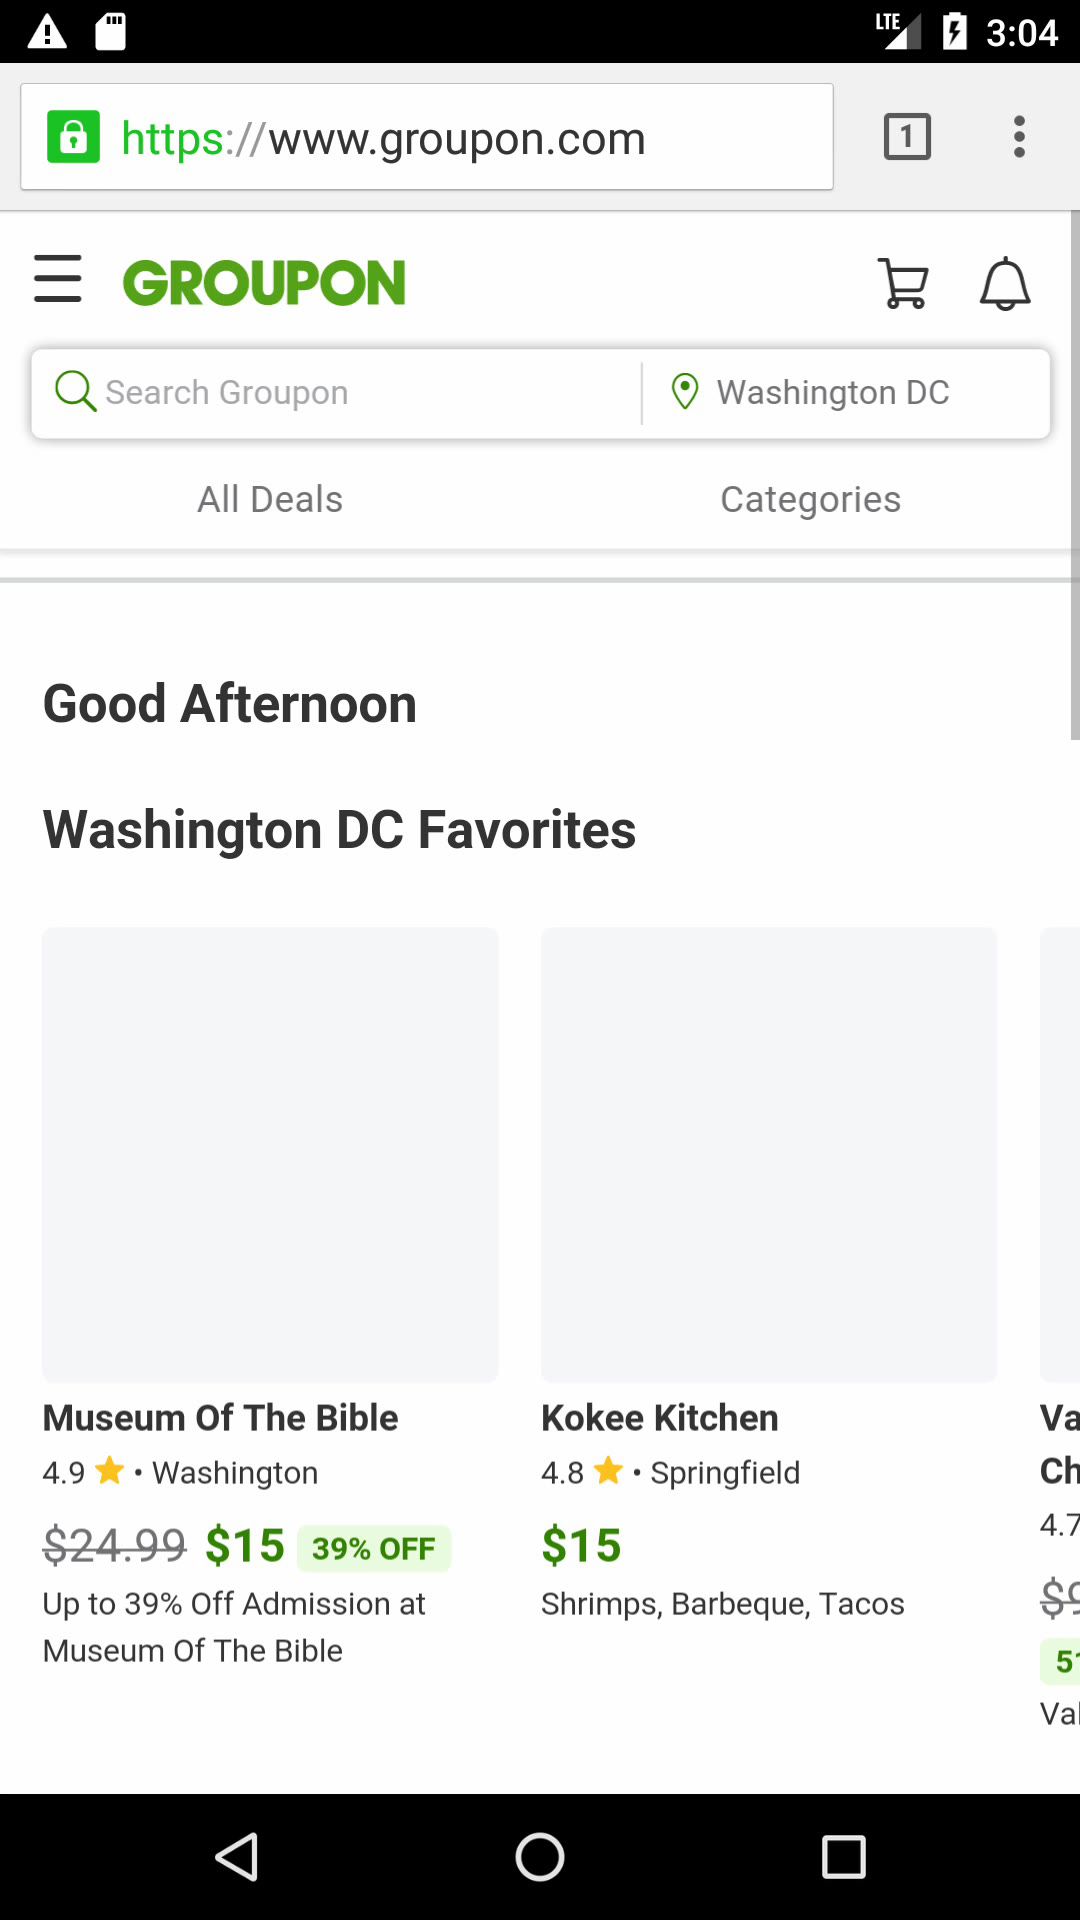 LTE 3:04
https://www.groupon.com 1
GROUPON
Search Groupon Washington DC
All Deals Categories
Good Afternoon
Washington DC Favorites
Museum Of The Bible
4.9 • Washington
$24.99 $15 39% OFF
Up to 39% Off Admission at
Museum Of The Bible
Kokee Kitchen
4.8 • Springfield
$15
Shrimps, Barbeque, Tacos
Va
Ch
4.7
$9
51
Val